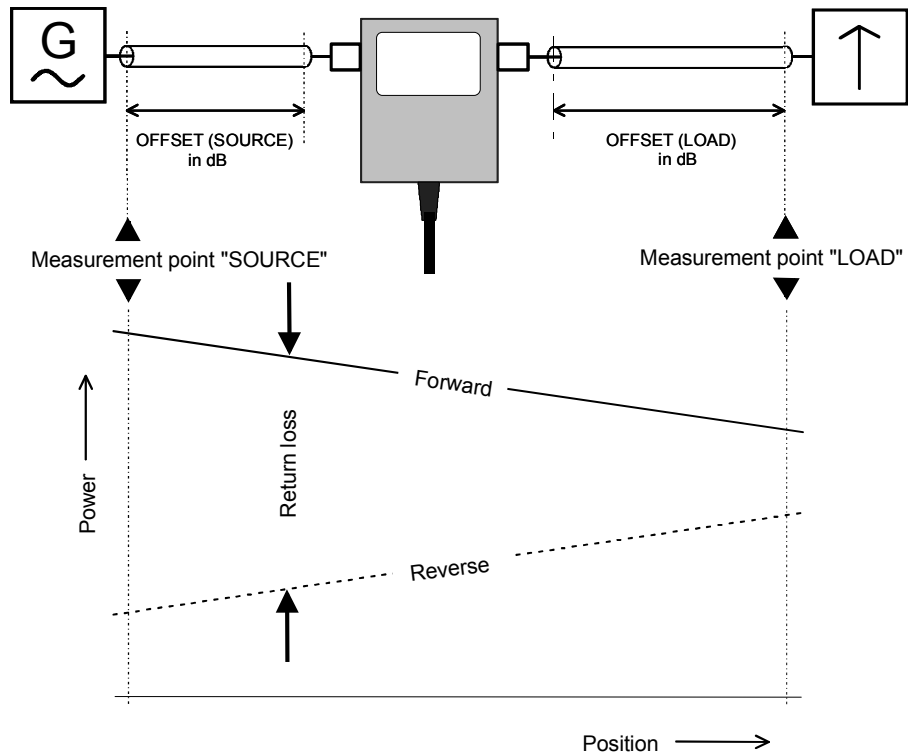 G
OFFSET (SOURCE)
in dB
OFFSET (LOAD)
in dB
Measurement point "SOURCE"
Measurement point "LOAD"
Forward
Power
Return loss
Reverse
Position